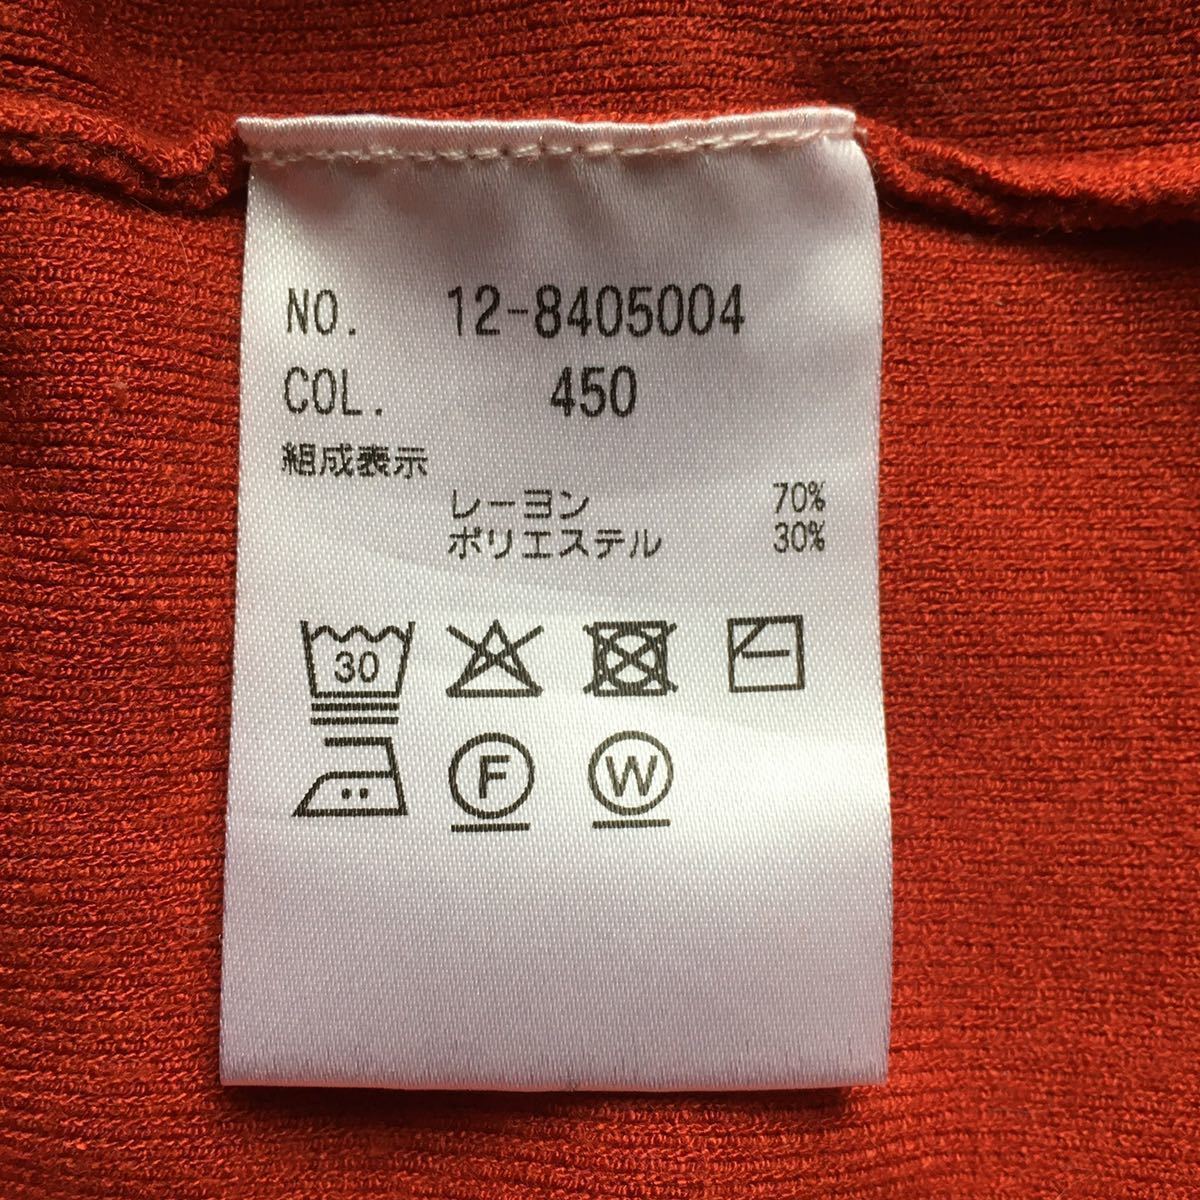 NO. 12-8405004
COL. 450
組成表示
レーヨン 70%
ポリエステル 30%
30
F W